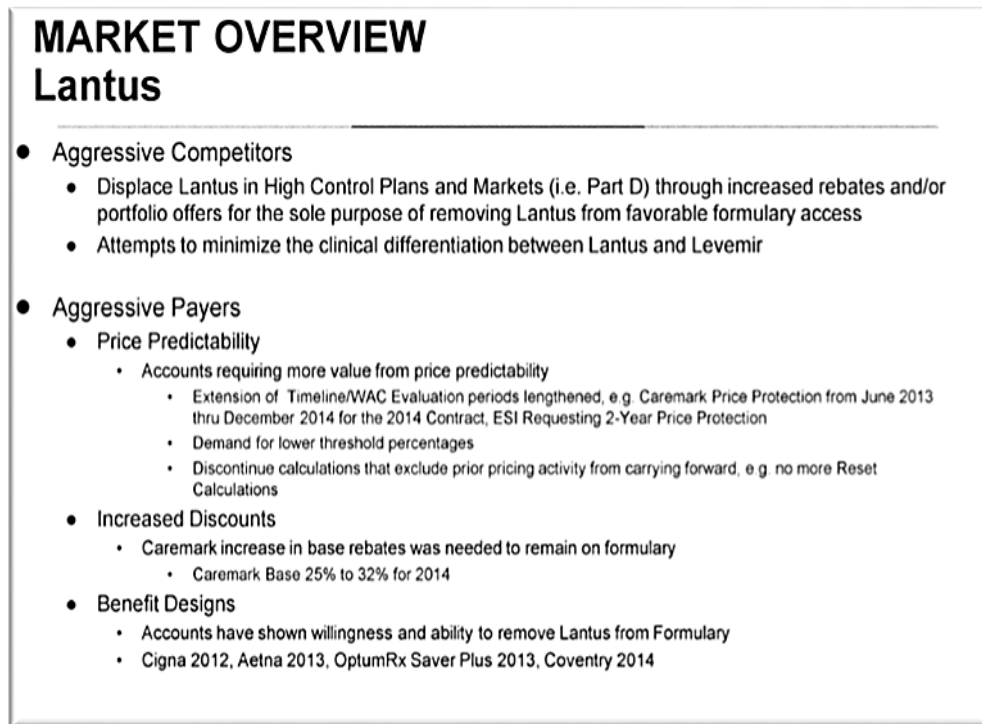 MARKET OVERVIEW
Lantus
● Aggressive Competitors
● Displace Lantus in High Control Plans and Markets (i.e. Part D) through increased rebates and/or
portfolio offers for the sole purpose of removing Lantus from favorable formulary access
● Attempts to minimize the clinical differentiation between Lantus and Levemir
● Aggressive Payers
● Price Predictability
• Accounts requiring more value from price predictability
• Extension of Timeline/WAC Evaluation periods lengthened, e.g. Caremark Price Protection from June 2013
thru December 2014 for the 2014 Contract, ESI Requesting 2-Year Price Protection
• Demand for lower threshold percentages
• Discontinue calculations that exclude prior pricing activity from carrying forward, e g. no more Reset
Calculations
● Increased Discounts
• Caremark increase in base rebates was needed to remain on formulary
• Caremark Base 25% to 32% for 2014
● Benefit Designs
• Accounts have shown willingness and ability to remove Lantus from Formulary
• Cigna 2012, Aetna 2013, OptumRx Saver Plus 2013, Coventry 2014